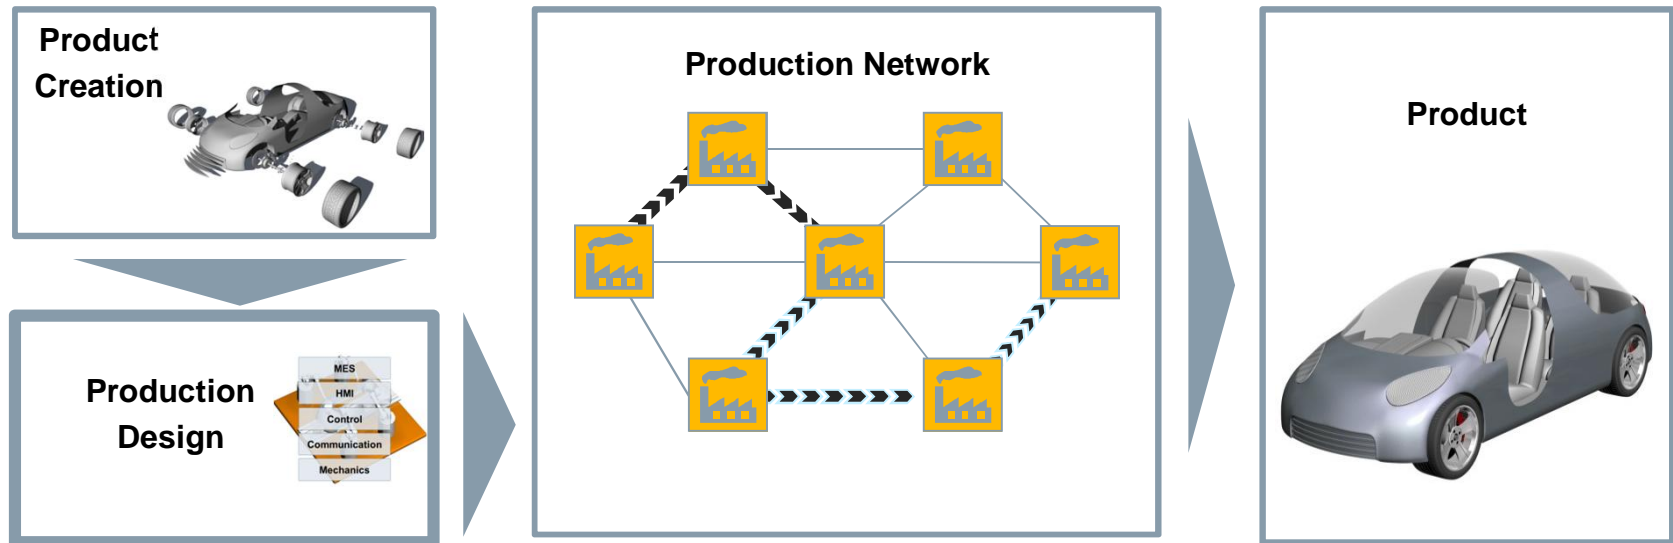 Product
Creation
Production
Design
MES
HMI
Control
Communication
Mechanics
Production Network
Product